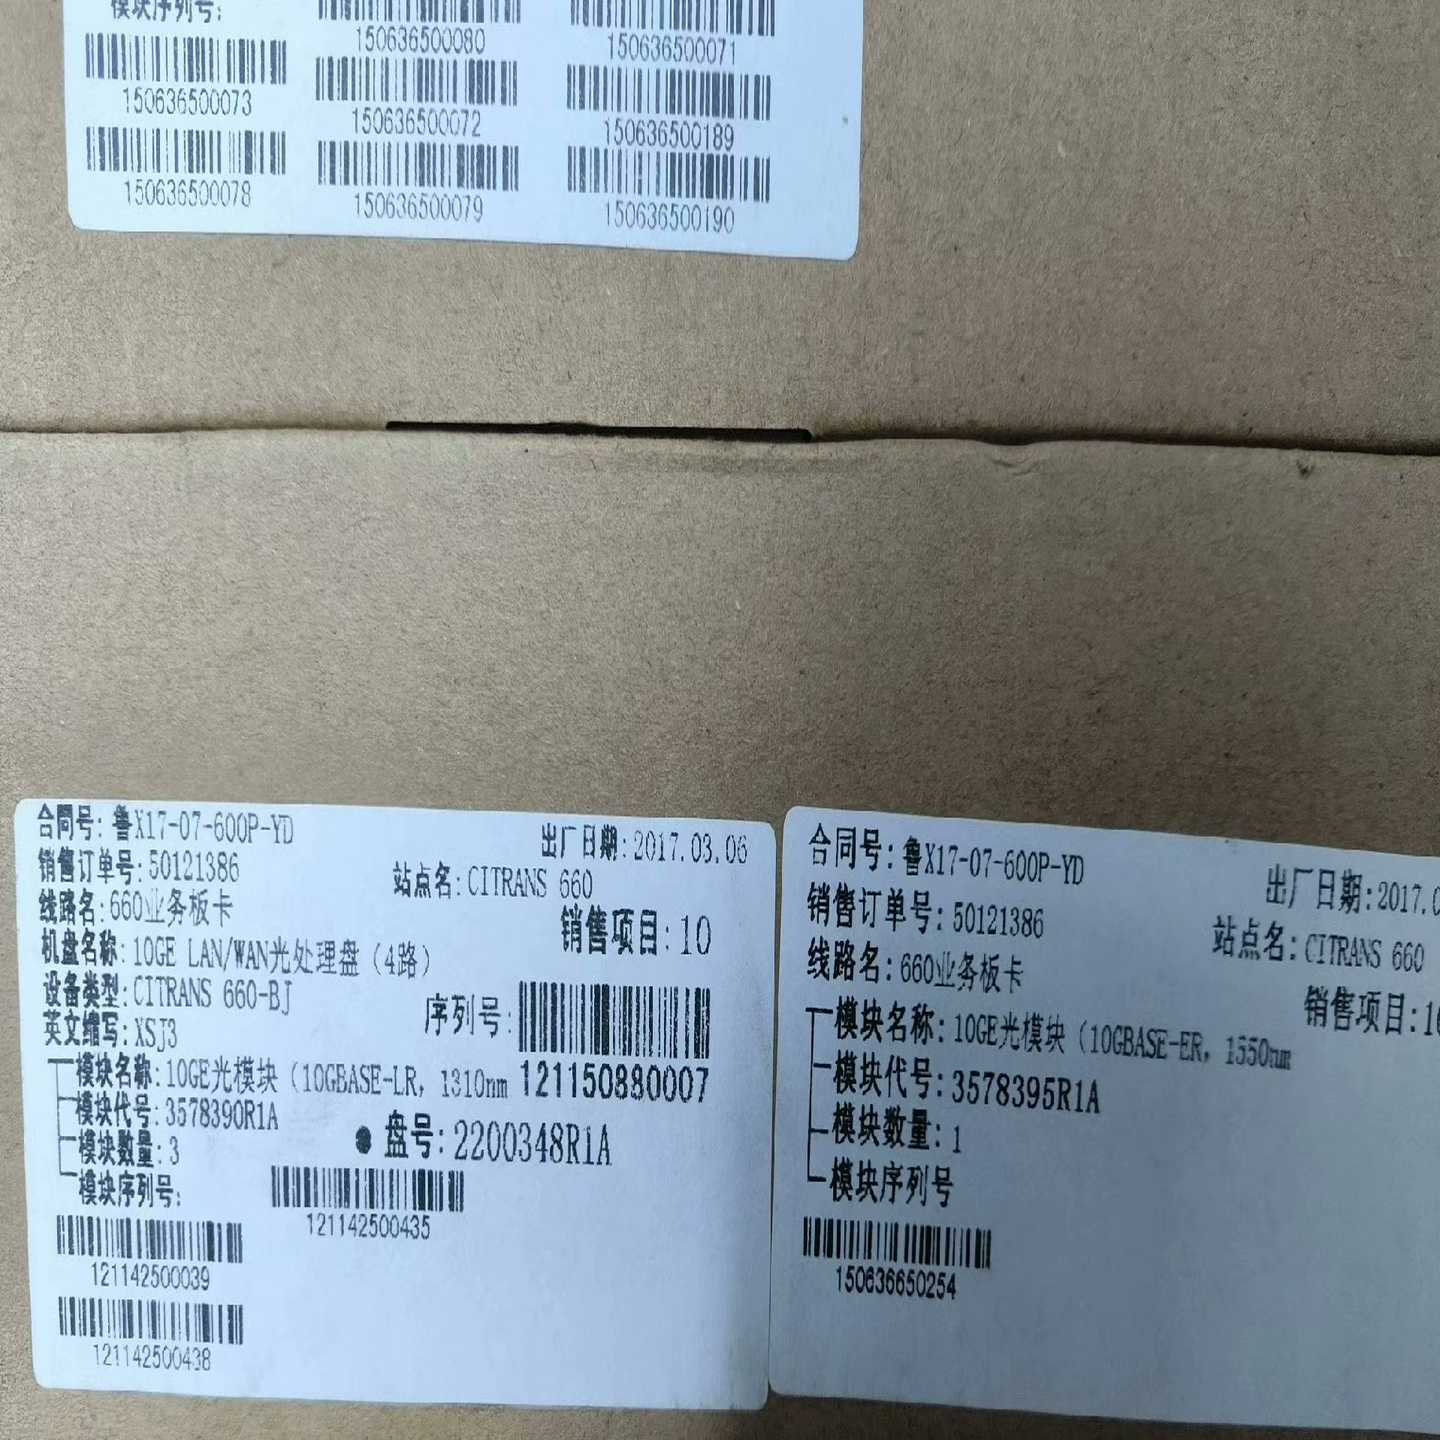 模块序列号:
150636500080
150636500071
150636500073
150636500072
150636500189
150636500078
150636500079
150636500190
合同号: 鲁X17-07-600P-YD
出厂日期:2017.03.06
销售订单号:50121386
站点名:CITRANS 660
线路名:660业务板卡
销售项目:10
机盘名称:10GE LAN/WAN光处理盘（4路）
设备类型:CITRANS 660-BJ
序列号:
英文缩写:XSJ3
模块名称:10GE光模块（10GBASE-LR, 1310nm
121150880007
模块代号:3578390R1A
盘号:2200348R1A
模块数量:3
模块序列号:
121142500435
121142500039
121142500438
合同号:鲁X17-07-600P-YD
出厂日期:2017.0
销售订单号:50121386
站点名:CITRANS 660
线路名:660业务板卡
销售项目:1
模块名称:10GE光模块（10GBASE-ER, 1550nm
模块代号:3578395R1A
模块数量:1
模块序列号
150636650254